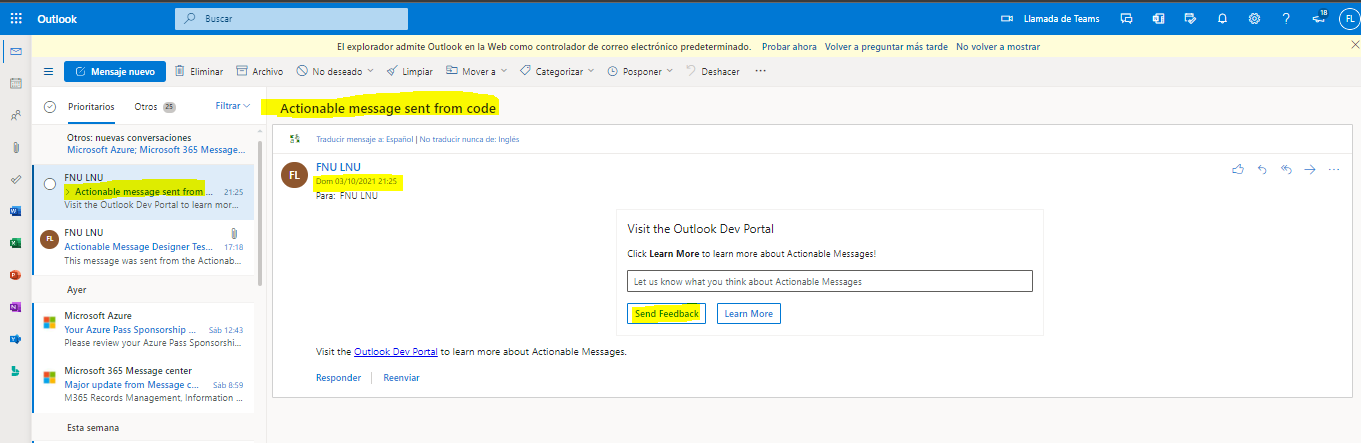 Outlook
Buscar
Llamada de Teams
18
FL
El explorador admite Outlook en la Web como controlador de correo electrónico predeterminado. Probar ahora Volver a preguntar más tarde No volver a mostrar
Mensaje nuevo
Eliminar
Archivo
No deseado
Limpiar
Mover a
Categorizar
Posponer
Deshacer
Prioritarios
Otros 25
Filtrar
Otros: nuevas conversaciones
Microsoft Azure; Microsoft 365 Message...
FNU LNU
Actionable message sent from ... 21:25
Visit the Outlook Dev Portal to learn mor...
FL
FNU LNU
Actionable Message Designer Tes... 17:18
This message was sent from the Actionab...
Ayer
Microsoft Azure
Your Azure Pass Sponsorship ... Sáb 12:43
Please review your Azure Pass Sponsorshi...
Microsoft 365 Message center
Major update from Message c... Sáb 8:59
M365 Records Management, Information ...
Esta semana
Actionable message sent from code
Traducir mensaje a: Español | No traducir nunca de: Inglés
FL
FNU LNU
Dom 03/10/2021 21:25
Para: FNU LNU
Visit the Outlook Dev Portal
Click Learn More to learn more about Actionable Messages!
Let us know what you think about Actionable Messages
Send Feedback
Learn More
Visit the Outlook Dev Portal to learn more about Actionable Messages.
Responder
Reenviar